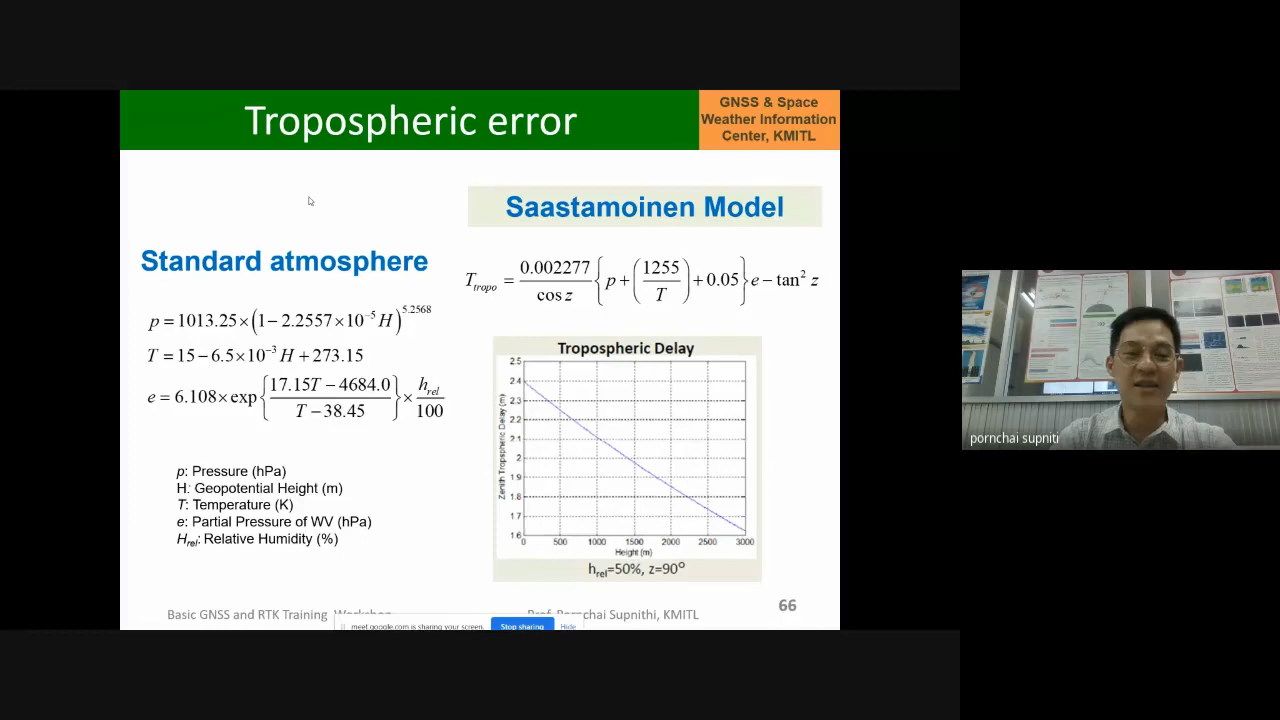 Tropospheric error
GNSS & Space
Weather Information
Center, KMITL
Saastamoinen Model
Standard atmosphere
T_tropo = 0.002277 / cos z { p + ( 1255 / T ) + 0.05 } e − tan² z
p = 1013.25 × (1 − 2.2557 × 10⁻⁵ H)^5.2568
T = 15 − 6.5 × 10⁻³ H + 273.15
e = 6.108 × exp { 17.15T − 4684.0 / T − 38.45 } × h_rel / 100
p: Pressure (hPa)
H: Geopotential Height (m)
T: Temperature (K)
e: Partial Pressure of WV (hPa)
H_rel: Relative Humidity (%)
Tropospheric Delay
Zenith Tropspheric Delay (m)
2.5
2.4
2.3
2.2
2.1
2
1.9
1.8
1.7
1.6
0 500 1000 1500 2000 2500 3000
Height (m)
h_rel=50%, z=90°
pornchai supniti
66
Basic GNSS and RTK Training Workshop
Prof. Pornchai Supnithi, KMITL
meet.google.com is sharing your screen.
Stop sharing
Hide